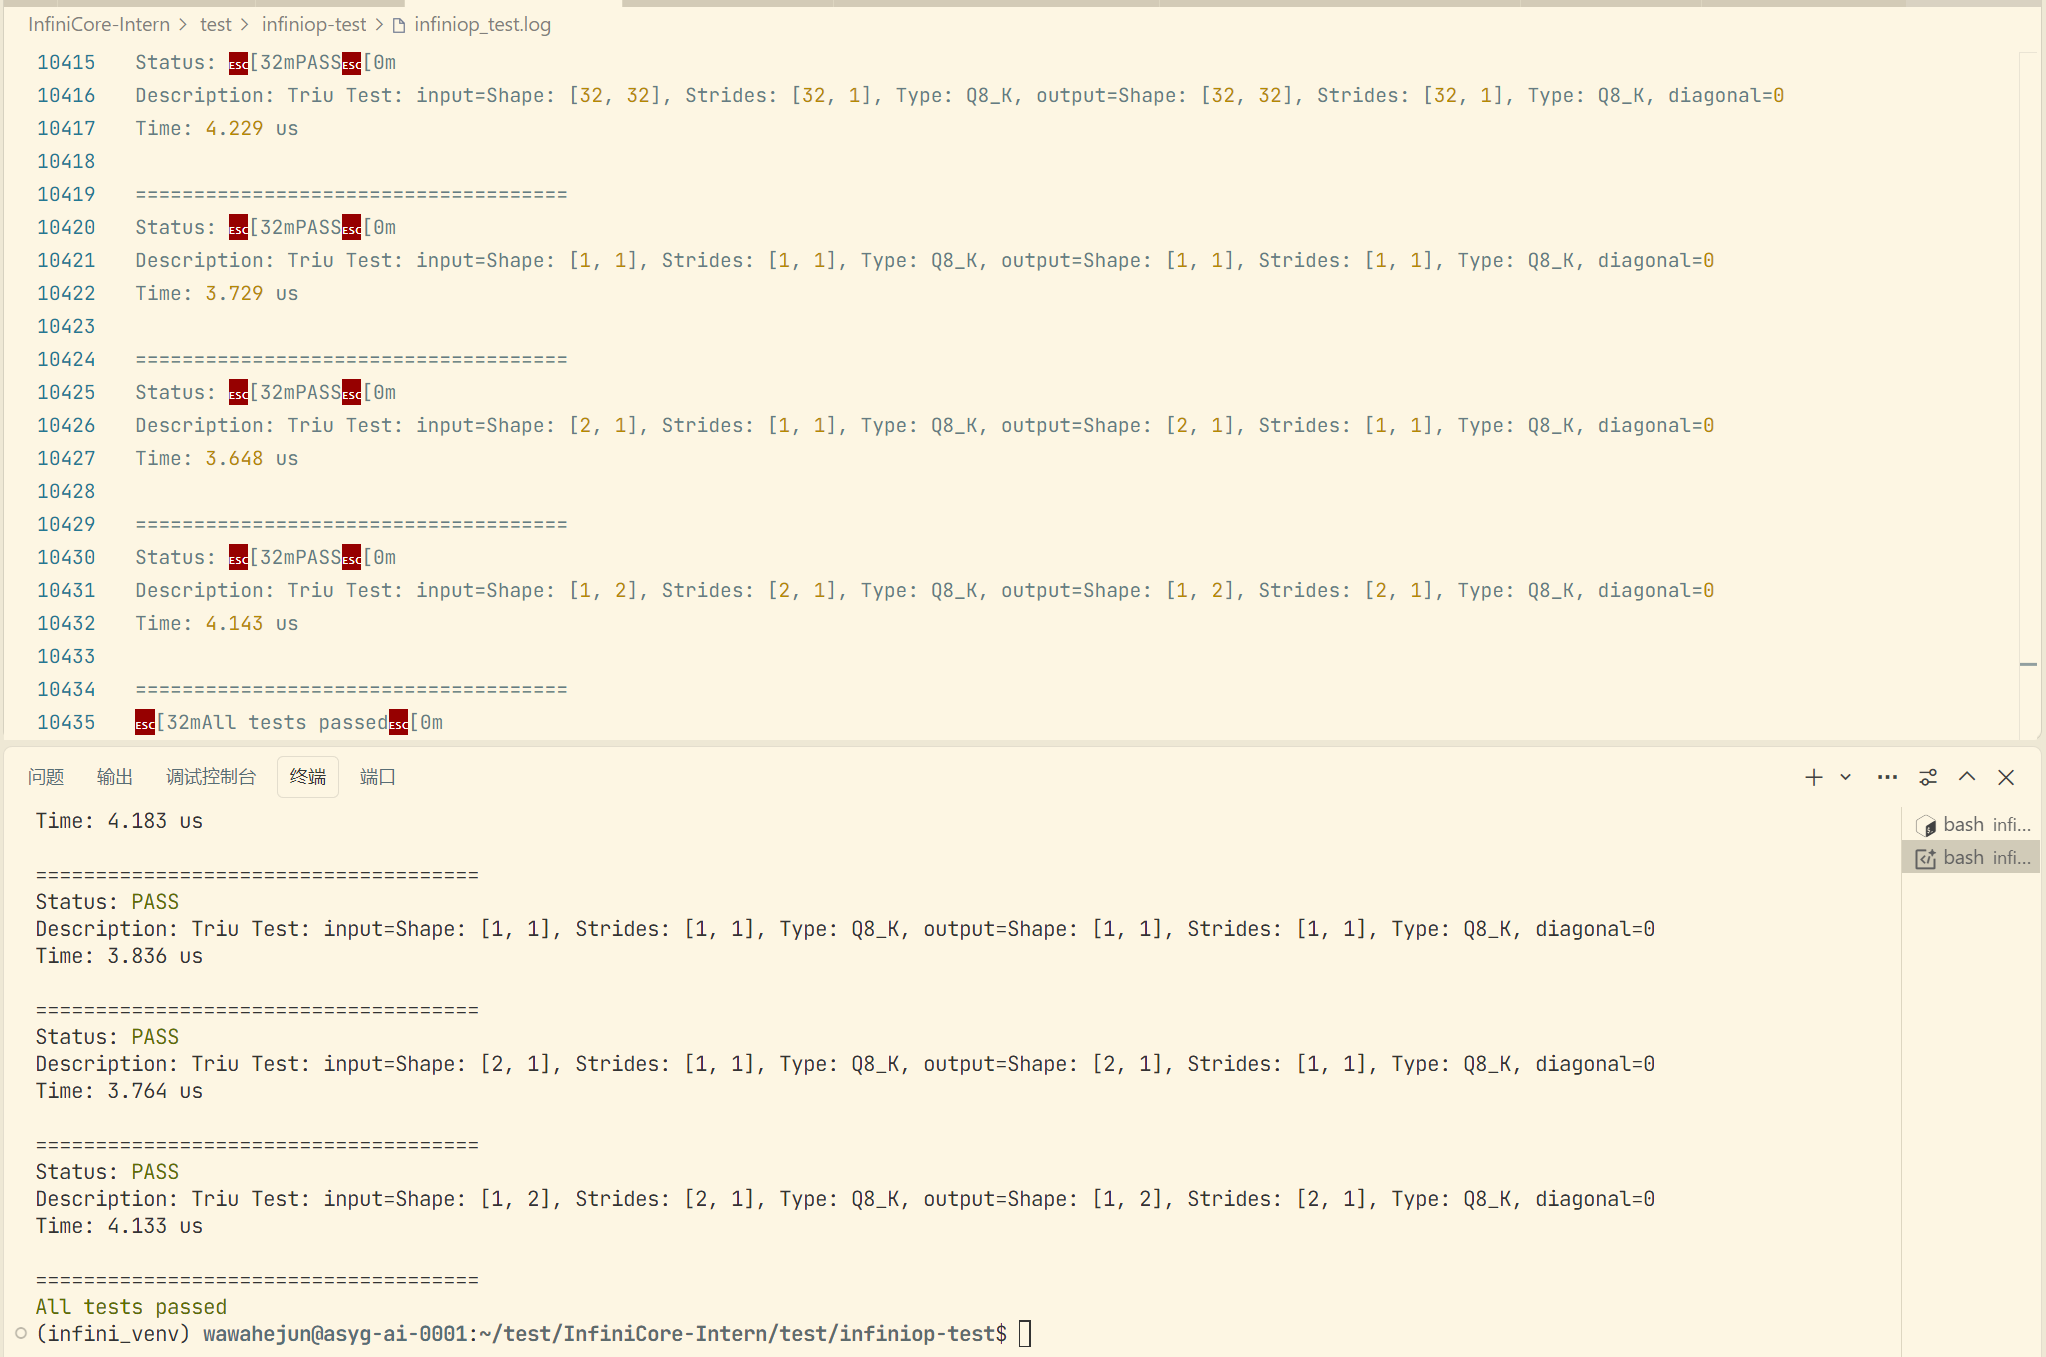 InfiniCore-Intern > test > infiniop-test > infiniop_test.log
10415 Status: ESC[32mPASSESC[0m
10416 Description: Triu Test: input=Shape: [32, 32], Strides: [32, 1], Type: Q8_K, output=Shape: [32, 32], Strides: [32, 1], Type: Q8_K, diagonal=0
10417 Time: 4.229 us
10418
10419 =====================================
10420 Status: ESC[32mPASSESC[0m
10421 Description: Triu Test: input=Shape: [1, 1], Strides: [1, 1], Type: Q8_K, output=Shape: [1, 1], Strides: [1, 1], Type: Q8_K, diagonal=0
10422 Time: 3.729 us
10423
10424 =====================================
10425 Status: ESC[32mPASSESC[0m
10426 Description: Triu Test: input=Shape: [2, 1], Strides: [1, 1], Type: Q8_K, output=Shape: [2, 1], Strides: [1, 1], Type: Q8_K, diagonal=0
10427 Time: 3.648 us
10428
10429 =====================================
10430 Status: ESC[32mPASSESC[0m
10431 Description: Triu Test: input=Shape: [1, 2], Strides: [2, 1], Type: Q8_K, output=Shape: [1, 2], Strides: [2, 1], Type: Q8_K, diagonal=0
10432 Time: 4.143 us
10433
10434 =====================================
10435 ESC[32mAll tests passedESC[0m
问题 输出 调试控制台 终端 端口
Time: 4.183 us
=====================================
Status: PASS
Description: Triu Test: input=Shape: [1, 1], Strides: [1, 1], Type: Q8_K, output=Shape: [1, 1], Strides: [1, 1], Type: Q8_K, diagonal=0
Time: 3.836 us
=====================================
Status: PASS
Description: Triu Test: input=Shape: [2, 1], Strides: [1, 1], Type: Q8_K, output=Shape: [2, 1], Strides: [1, 1], Type: Q8_K, diagonal=0
Time: 3.764 us
=====================================
Status: PASS
Description: Triu Test: input=Shape: [1, 2], Strides: [2, 1], Type: Q8_K, output=Shape: [1, 2], Strides: [2, 1], Type: Q8_K, diagonal=0
Time: 4.133 us
=====================================
All tests passed
(infini_venv) wawahejun@asyg-ai-0001:~/test/InfiniCore-Intern/test/infiniop-test$
bash infi...
bash infi...